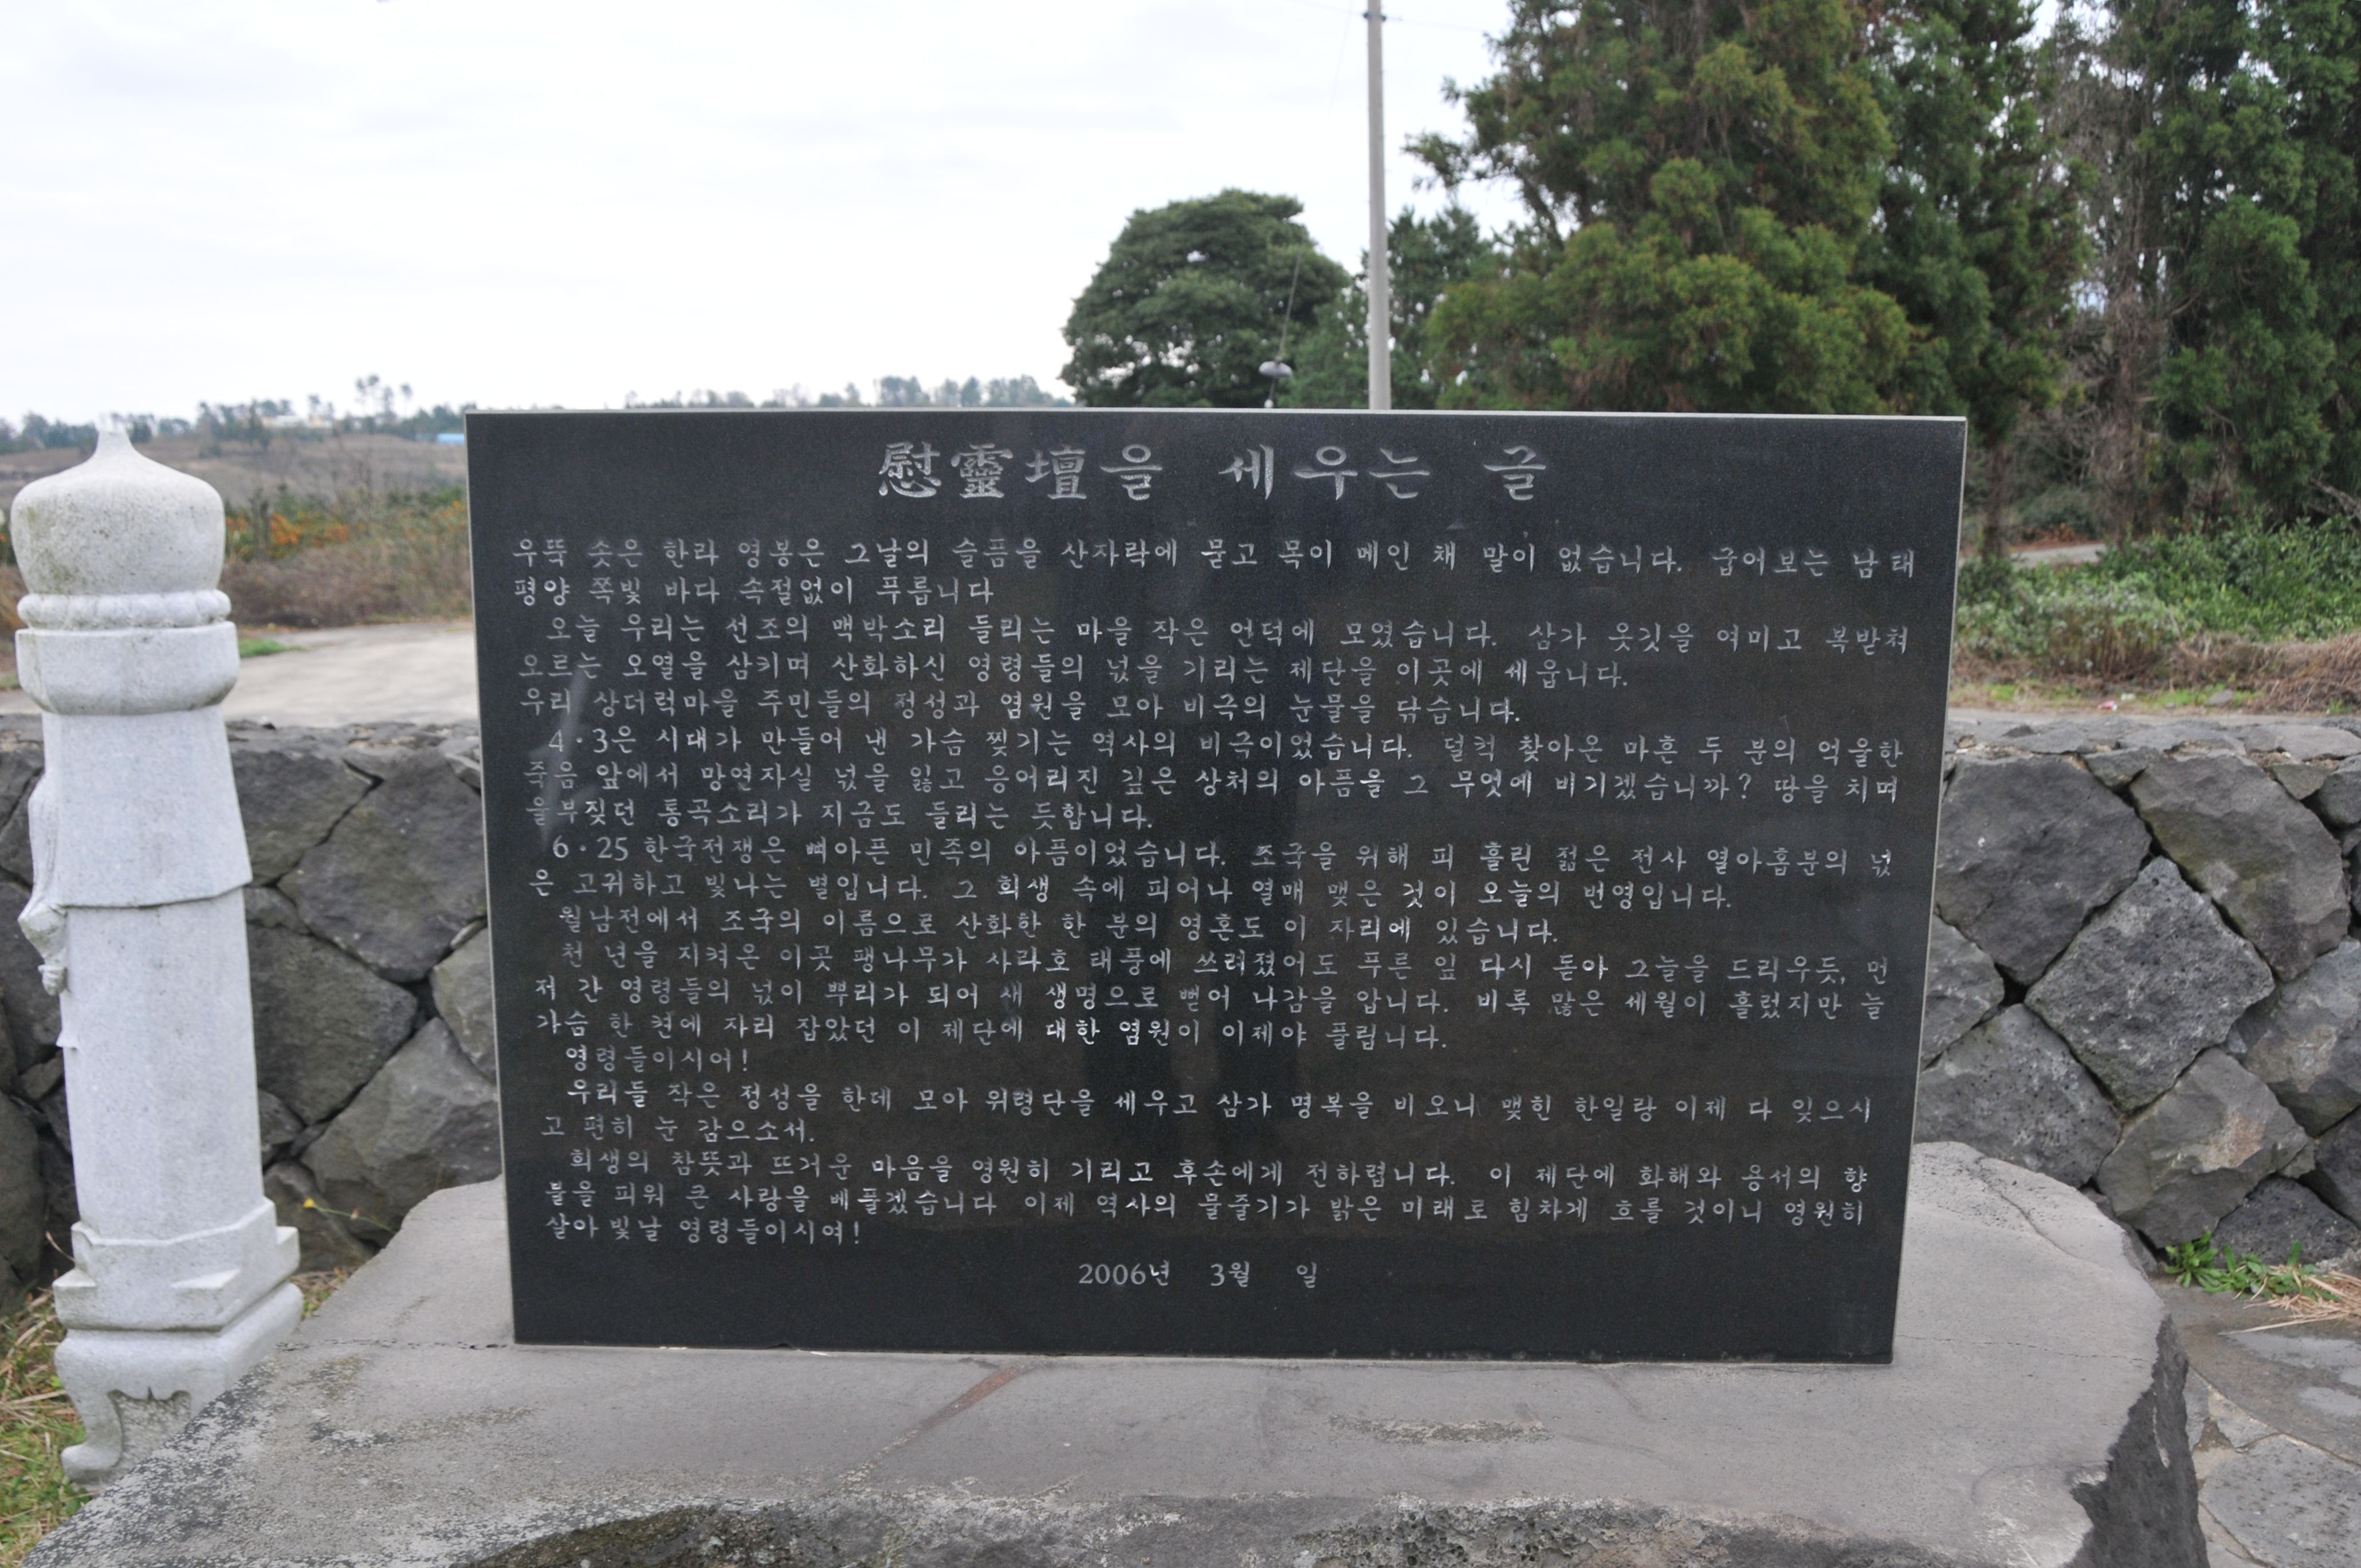 慰靈壇을 세우는 글
우뚝 솟은 한라 영봉은 그날의 슬픔을 산자락에 묻고 목이 메인 채 말이 없습니다. 굽어보는 남태
평양 쪽빛 바다 속절없이 푸릅니다
오늘 우리는 선조의 맥박소리 들리는 마을 작은 언덕에 모였습니다. 삼가 옷깃을 여미고 복받쳐
오르는 오열을 삼키며 산화하신 영령들의 넋을 기리는 제단을 이곳에 세웁니다.
우리 상더럭마을 주민들의 정성과 염원을 모아 비극의 눈물을 닦습니다.
4·3은 시대가 만들어 낸 가슴 찢기는 역사의 비극이었습니다. 덜컥 찾아온 마흔 두 분의 억울한
죽음 앞에서 망연자실 넋을 잃고 응어리진 깊은 상처의 아픔을 그 무엇에 비기겠습니까? 땅을 치며
울부짖던 통곡소리가 지금도 들리는 듯합니다.
6·25 한국전쟁은 뼈아픈 민족의 아픔이었습니다. 조국을 위해 피 흘린 젊은 전사 열아홉분의 넋
은 고귀하고 빛나는 별입니다. 그 희생 속에 피어나 열매 맺은 것이 오늘의 번영입니다.
월남전에서 조국의 이름으로 산화한 한 분의 영혼도 이 자리에 있습니다.
천 년을 지켜온 이곳 팽나무가 사라호 태풍에 쓰러졌어도 푸른 잎 다시 돋아 그늘을 드리우듯, 먼
저 간 영령들의 넋이 뿌리가 되어 새 생명으로 뻗어 나감을 압니다. 비록 많은 세월이 흘렀지만 늘
가슴 한 켠에 자리 잡았던 이 제단에 대한 염원이 이제야 풀립니다.
영령들이시어!
우리들 작은 정성을 한데 모아 위령단을 세우고 삼가 명복을 비오니 맺힌 한일랑 이제 다 잊으시
고 편히 눈 감으소서.
희생의 참뜻과 뜨거운 마음을 영원히 기리고 후손에게 전하렵니다. 이 제단에 화해와 용서의 향
불을 피워 큰 사랑을 베풀겠습니다 이제 역사의 물줄기가 밝은 미래로 힘차게 흐를 것이니 영원히
살아 빛날 영령들이시여!
2006년 3월 일